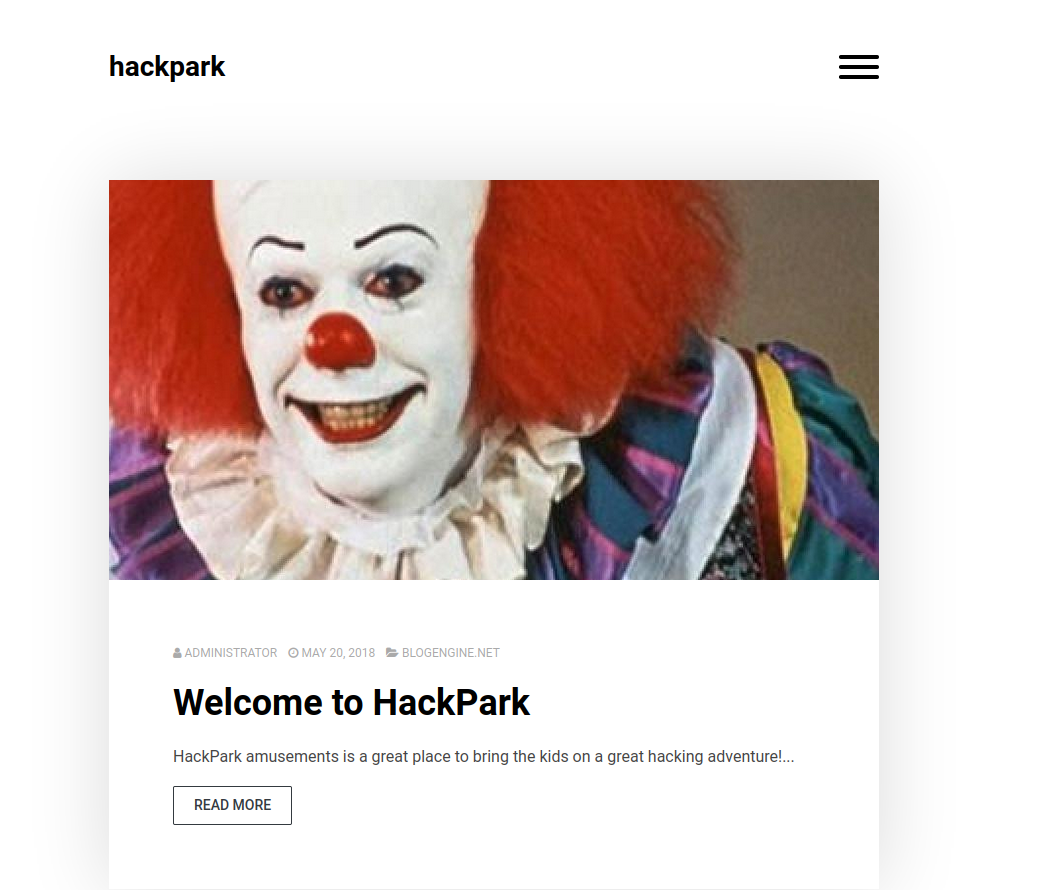 hackpark
ADMINISTRATOR MAY 20, 2018 BLOGENGINE.NET
Welcome to HackPark
HackPark amusements is a great place to bring the kids on a great hacking adventure!...
READ MORE